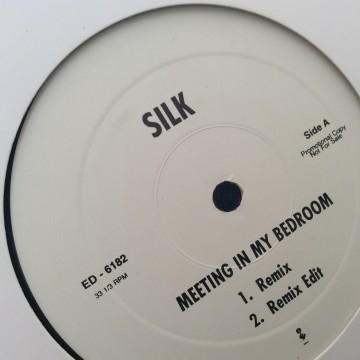 SILK
Side A
Promotional Copy
Not For Sale
ED - 6182
33 1/3 RPM
MEETING IN MY BEDROOM
1. Remix
2. Remix Edit